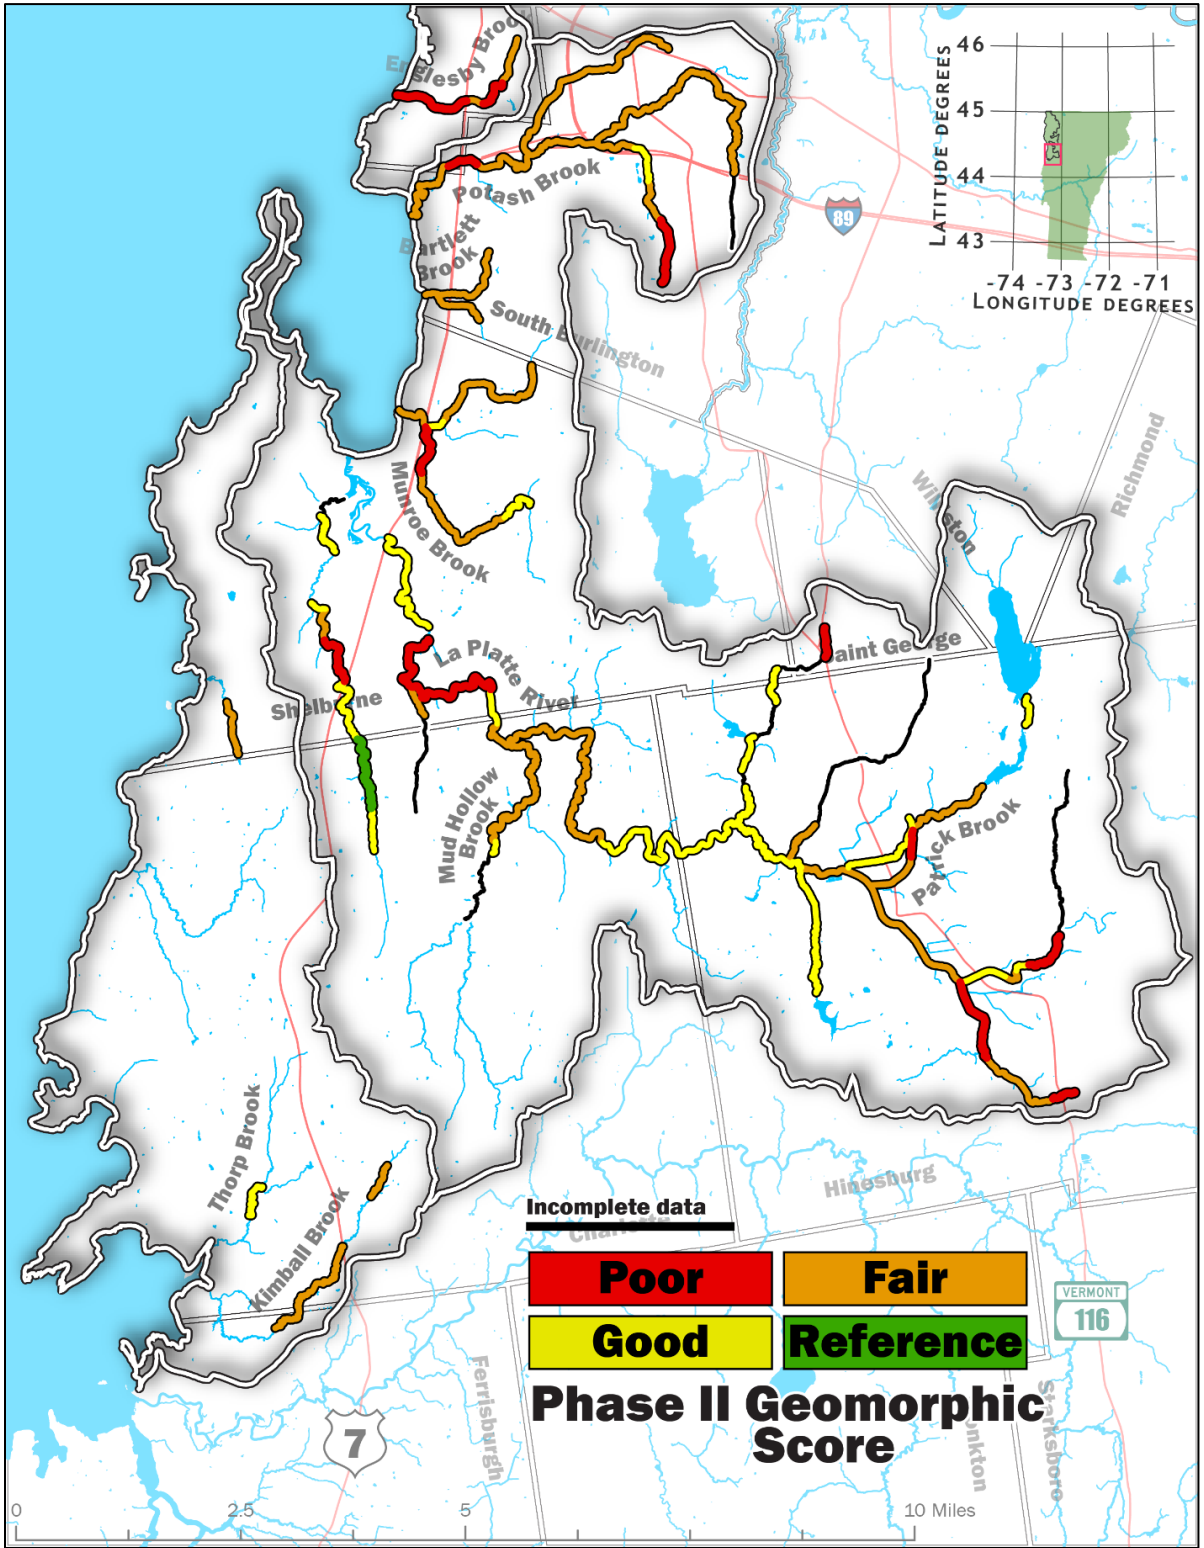 Englesby Brook
46
45
44
43
LATITUDE DEGREES
-74 -73 -72 -71
LONGITUDE DEGREES
89
Potash Brook
Bartlett
Brook
South Burlington
Munroe Brook
Williston
Richmond
La Platte River
Saint George
Shelburne
Mud Hollow
Brook
Patrick Brook
Thorp Brook
Kimball Brook
Hinesburg
Charlotte
Incomplete data
Poor
Fair
Good
Reference
Phase II Geomorphic
Score
VERMONT
116
7
Ferrisburgh
Starksboro
0
2.5
5
10 Miles